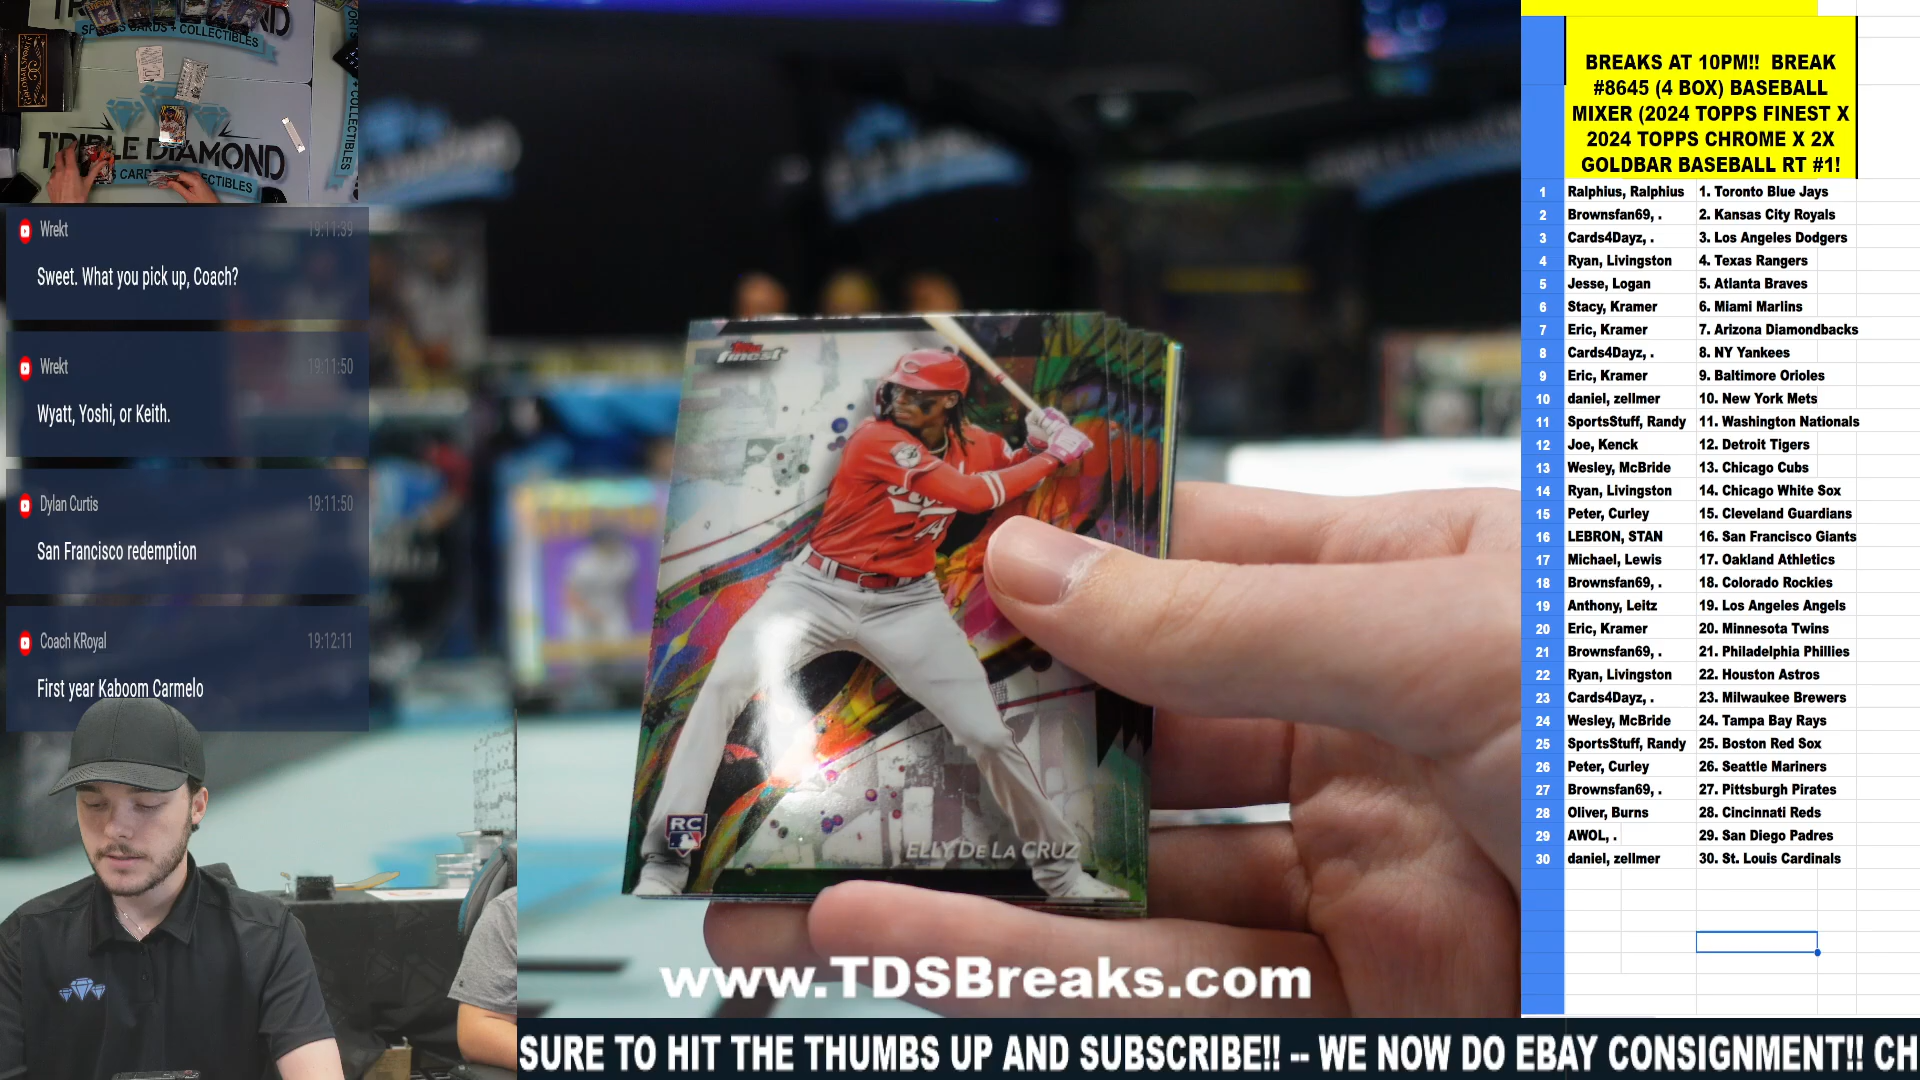 SPORTS CARDS + COLLECTIBLES
TRIPLE DIAMOND
Wrekt 19:11:39
Sweet. What you pick up, Coach?
Wrekt 19:11:50
Wyatt, Yoshi, or Keith.
Dylan Curtis 19:11:50
San Francisco redemption
Coach KRoyal 19:12:11
First year Kaboom Carmelo
Topps
finest
RC
ELLY DE LA CRUZ
www.TDSBreaks.com
SURE TO HIT THE THUMBS UP AND SUBSCRIBE!! -- WE NOW DO EBAY CONSIGNMENT!! CH
BREAKS AT 10PM!! BREAK
#8645 (4 BOX) BASEBALL
MIXER (2024 TOPPS FINEST X
2024 TOPPS CHROME X 2X
GOLDBAR BASEBALL RT #1!
1 Ralphius, Ralphius 1. Toronto Blue Jays
2 Brownsfan69, . 2. Kansas City Royals
3 Cards4Dayz, . 3. Los Angeles Dodgers
4 Ryan, Livingston 4. Texas Rangers
5 Jesse, Logan 5. Atlanta Braves
6 Stacy, Kramer 6. Miami Marlins
7 Eric, Kramer 7. Arizona Diamondbacks
8 Cards4Dayz, . 8. NY Yankees
9 Eric, Kramer 9. Baltimore Orioles
10 daniel, zellmer 10. New York Mets
11 SportsStuff, Randy 11. Washington Nationals
12 Joe, Kenck 12. Detroit Tigers
13 Wesley, McBride 13. Chicago Cubs
14 Ryan, Livingston 14. Chicago White Sox
15 Peter, Curley 15. Cleveland Guardians
16 LEBRON, STAN 16. San Francisco Giants
17 Michael, Lewis 17. Oakland Athletics
18 Brownsfan69, . 18. Colorado Rockies
19 Anthony, Leitz 19. Los Angeles Angels
20 Eric, Kramer 20. Minnesota Twins
21 Brownsfan69, . 21. Philadelphia Phillies
22 Ryan, Livingston 22. Houston Astros
23 Cards4Dayz, . 23. Milwaukee Brewers
24 Wesley, McBride 24. Tampa Bay Rays
25 SportsStuff, Randy 25. Boston Red Sox
26 Peter, Curley 26. Seattle Mariners
27 Brownsfan69, . 27. Pittsburgh Pirates
28 Oliver, Burns 28. Cincinnati Reds
29 AWOL, . 29. San Diego Padres
30 daniel, zellmer 30. St. Louis Cardinals